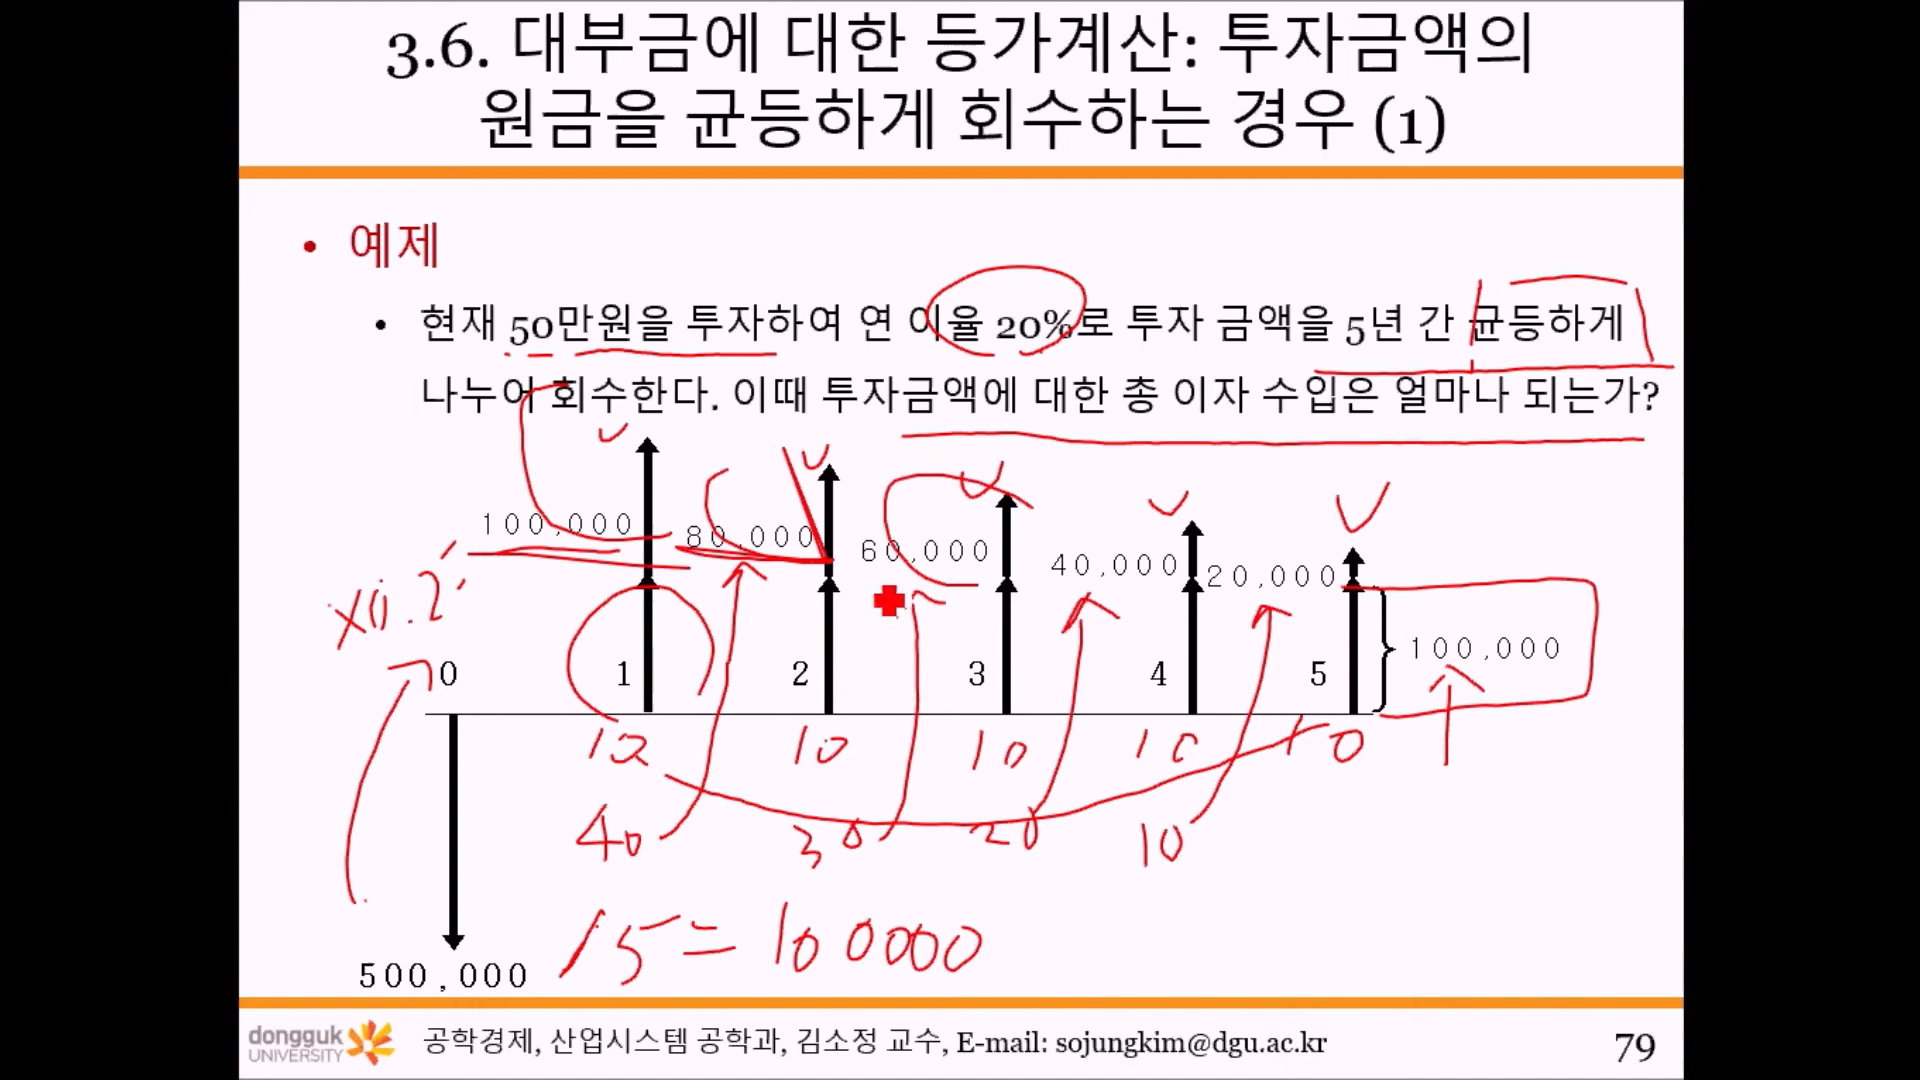 3.6. 대부금에 대한 등가계산: 투자금액의
원금을 균등하게 회수하는 경우 (1)
• 예제
• 현재 50만원을 투자하여 연 이율 20%로 투자 금액을 5년 간 균등하게
나누어 회수한다. 이때 투자금액에 대한 총 이자 수입은 얼마나 되는가?
100,000
80,000
60,000
40,000
20,000
x0.2
100,000
0 1 2 3 4 5
10 10 10 10 10
40 30 20 10
/5=100000
500,000
dongguk
UNIVERSITY
공학경제, 산업시스템 공학과, 김소정 교수, E-mail: sojungkim@dgu.ac.kr
79